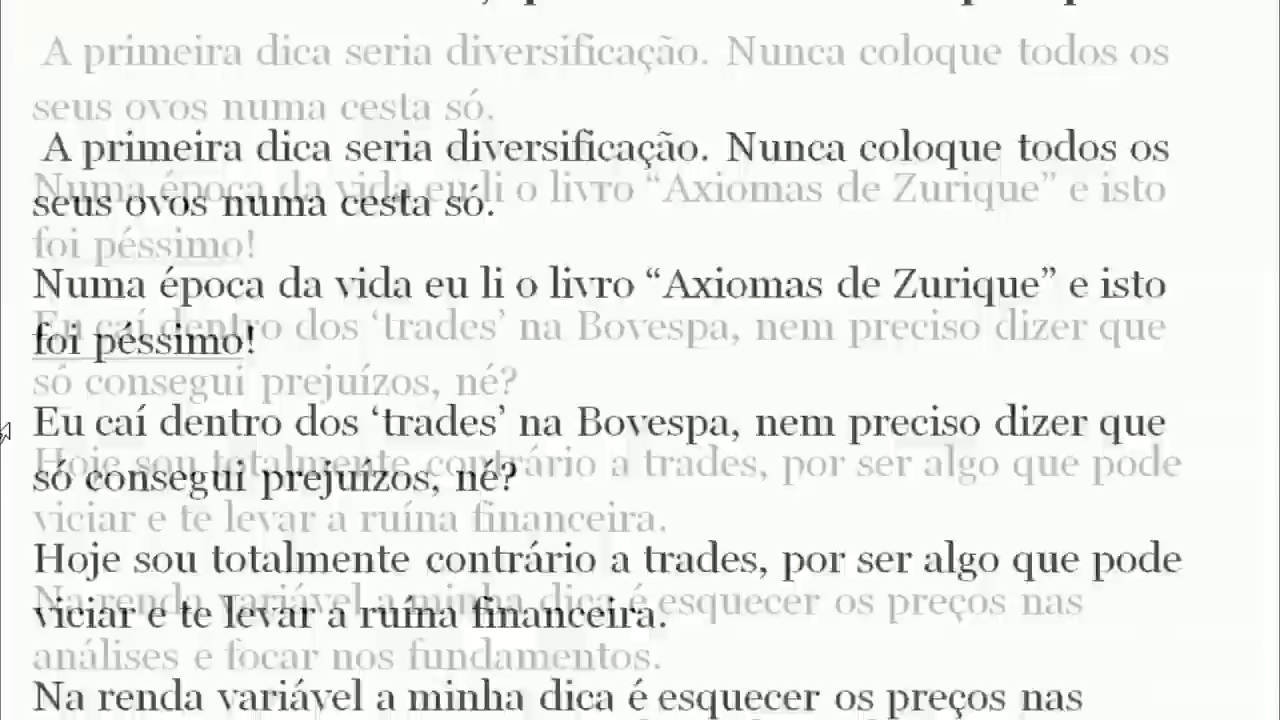 A primeira dica seria diversificação. Nunca coloque todos os
seus ovos numa cesta só.
Numa época da vida eu li o livro “Axiomas de Zurique” e isto
foi péssimo!
Eu caí dentro dos ‘trades’ na Bovespa, nem preciso dizer que
só consegui prejuízos, né?
Hoje sou totalmente contrário a trades, por ser algo que pode
viciar e te levar a ruína financeira.
Na renda variável a minha dica é esquecer os preços nas
análises e focar nos fundamentos.